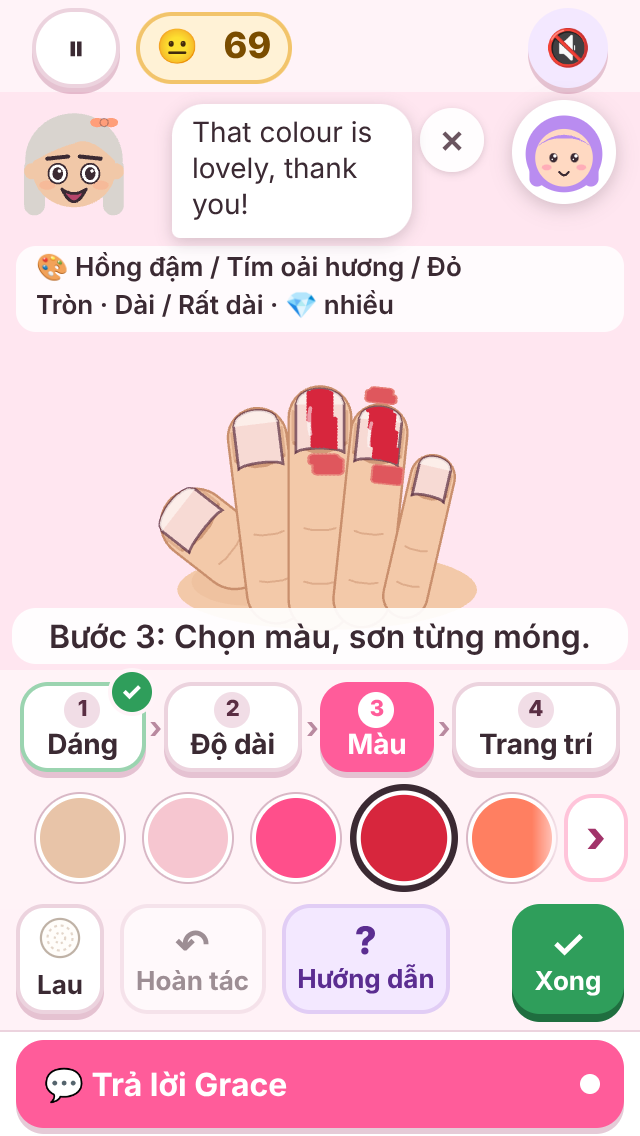 69
That colour is
lovely, thank
you!
Hồng đậm / Tím oải hương / Đỏ
Tròn · Dài / Rất dài · 💎 nhiều
Bước 3: Chọn màu, sơn từng móng.
1
Dáng
2
Độ dài
3
Màu
4
Trang trí
Lau
Hoàn tác
?
Hướng dẫn
Xong
Trả lời Grace